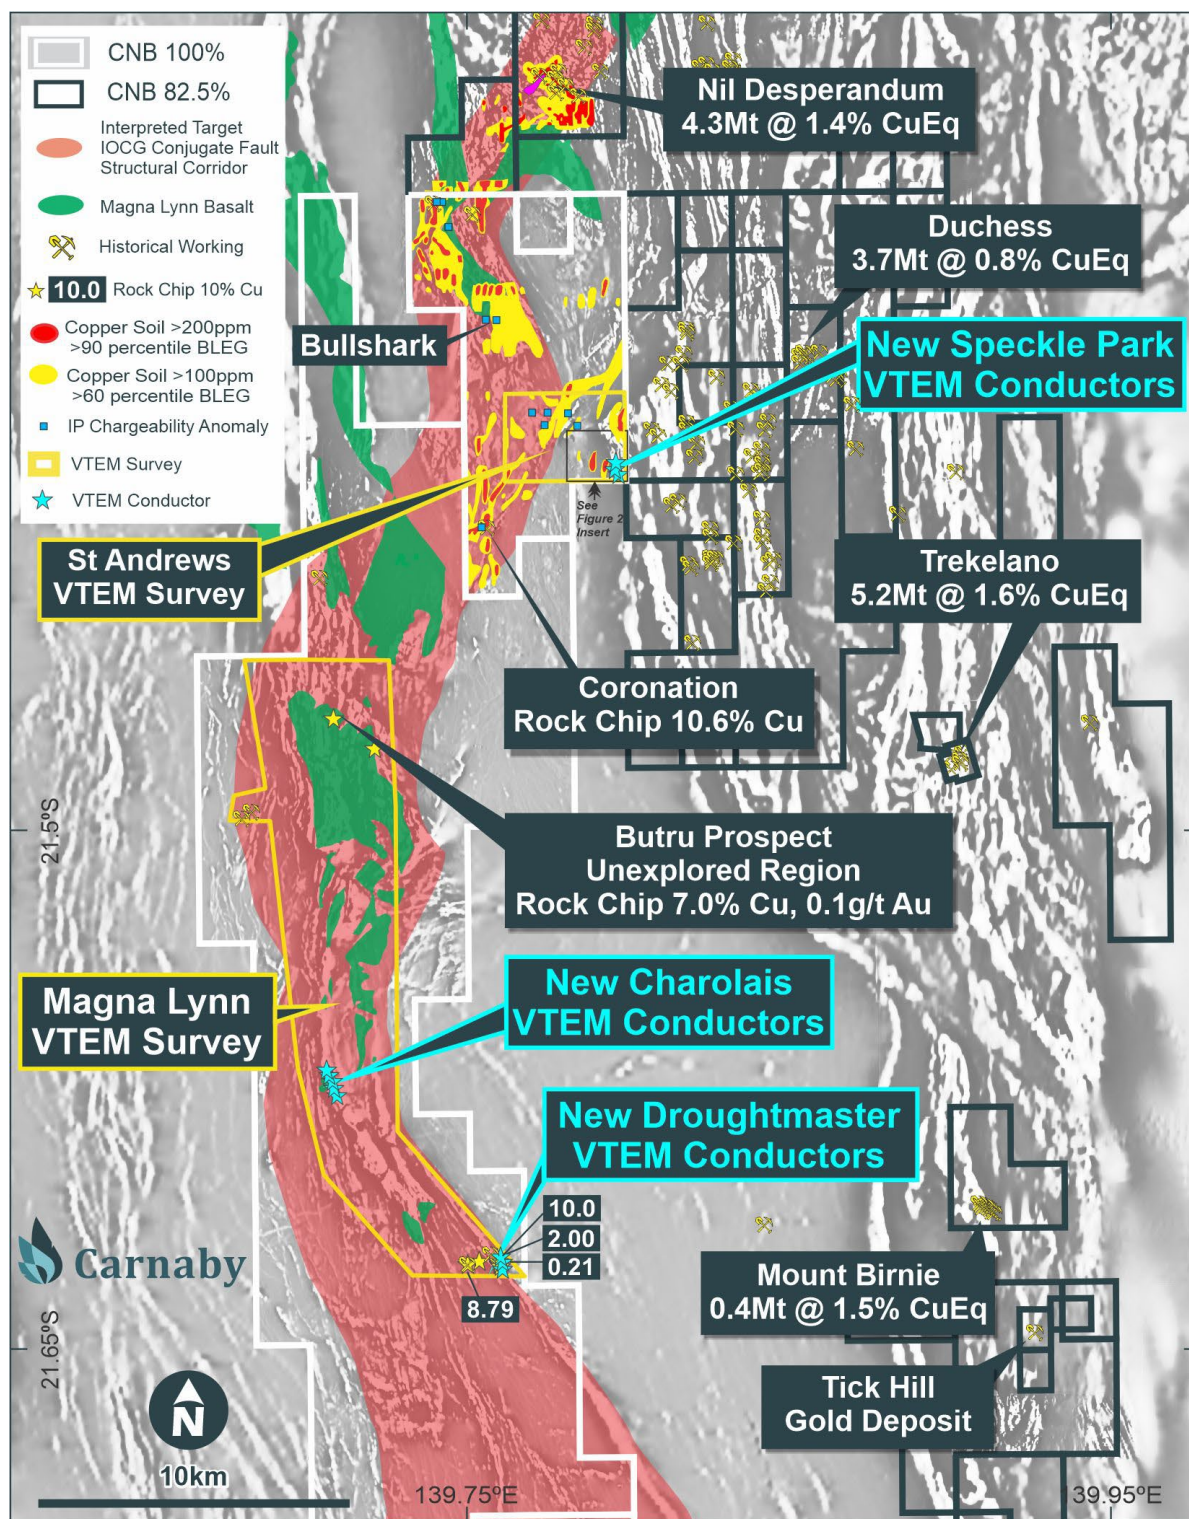 CNB 100%
CNB 82.5%
Interpreted Target
IOCG Conjugate Fault
Structural Corridor
Magna Lynn Basalt
Historical Working
10.0 Rock Chip 10% Cu
Copper Soil >200ppm
>90 percentile BLEG
Copper Soil >100ppm
>60 percentile BLEG
IP Chargeability Anomaly
VTEM Survey
VTEM Conductor
Nil Desperandum
4.3Mt @ 1.4% CuEq
Duchess
3.7Mt @ 0.8% CuEq
Bullshark
New Speckle Park
VTEM Conductors
See
Figure 2
Insert
St Andrews
VTEM Survey
Trekelano
5.2Mt @ 1.6% CuEq
Coronation
Rock Chip 10.6% Cu
21.5ºS
Butru Prospect
Unexplored Region
Rock Chip 7.0% Cu, 0.1g/t Au
Magna Lynn
VTEM Survey
New Charolais
VTEM Conductors
New Droughtmaster
VTEM Conductors
10.0
2.00
0.21
8.79
Carnaby
Mount Birnie
0.4Mt @ 1.5% CuEq
21.65ºS
Tick Hill
Gold Deposit
N
10km
139.75ºE
139.95ºE